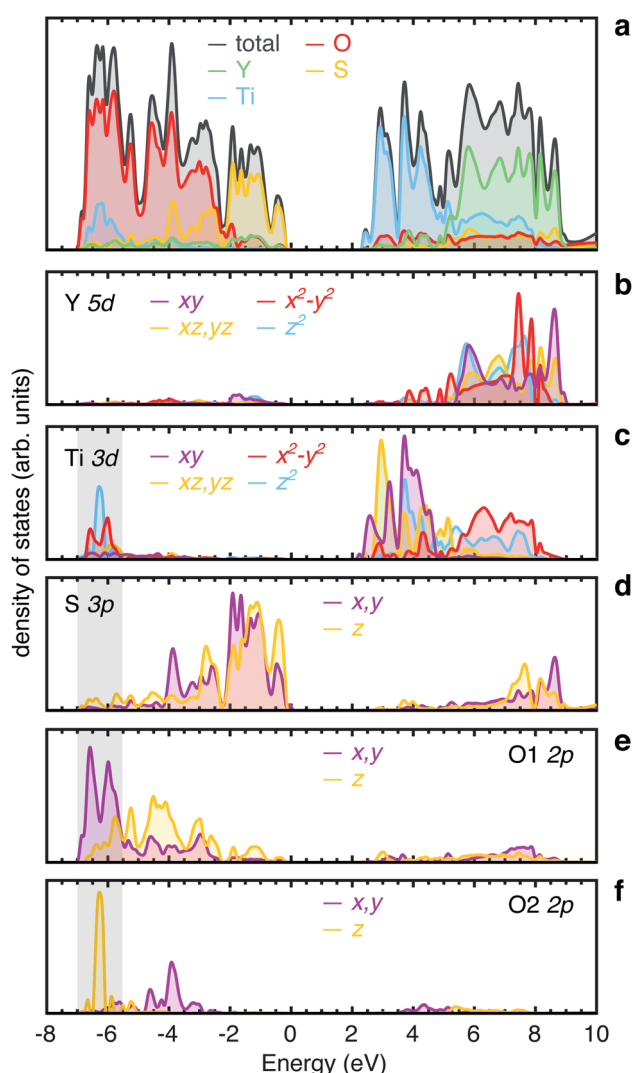 a
— total — O
— Y — S
— Ti
b
Y 5d — xy — x²-y²
— xz,yz — z²
c
Ti 3d — xy — x²-y²
— xz,yz — z²
d
S 3p — x,y
— z
e
— x,y O1 2p
— z
f
— x,y O2 2p
— z
density of states (arb. units)
-8 -6 -4 -2 0 2 4 6 8 10
Energy (eV)